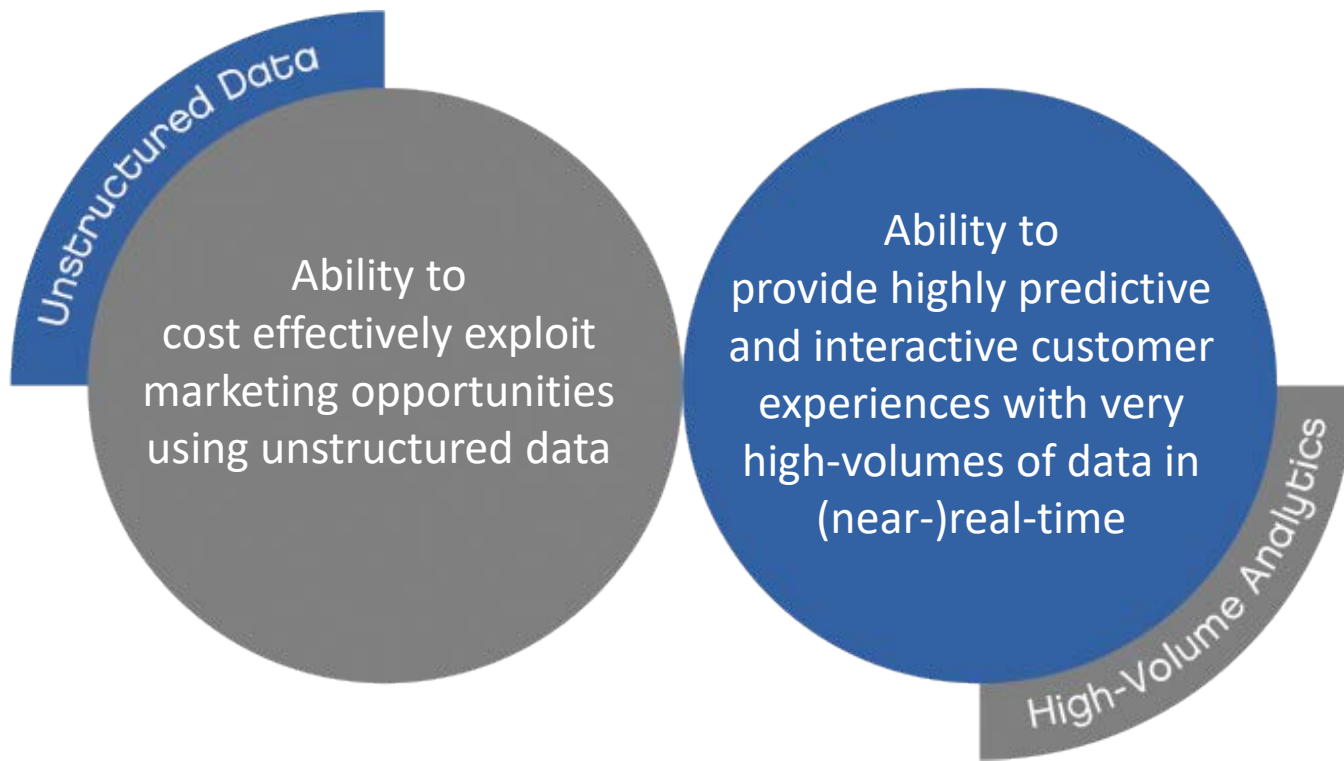 Unstructured Data
Ability to
cost effectively exploit
marketing opportunities
using unstructured data
Ability to
provide highly predictive
and interactive customer
experiences with very
high-volumes of data in
(near-)real-time
High-Volume Analytics